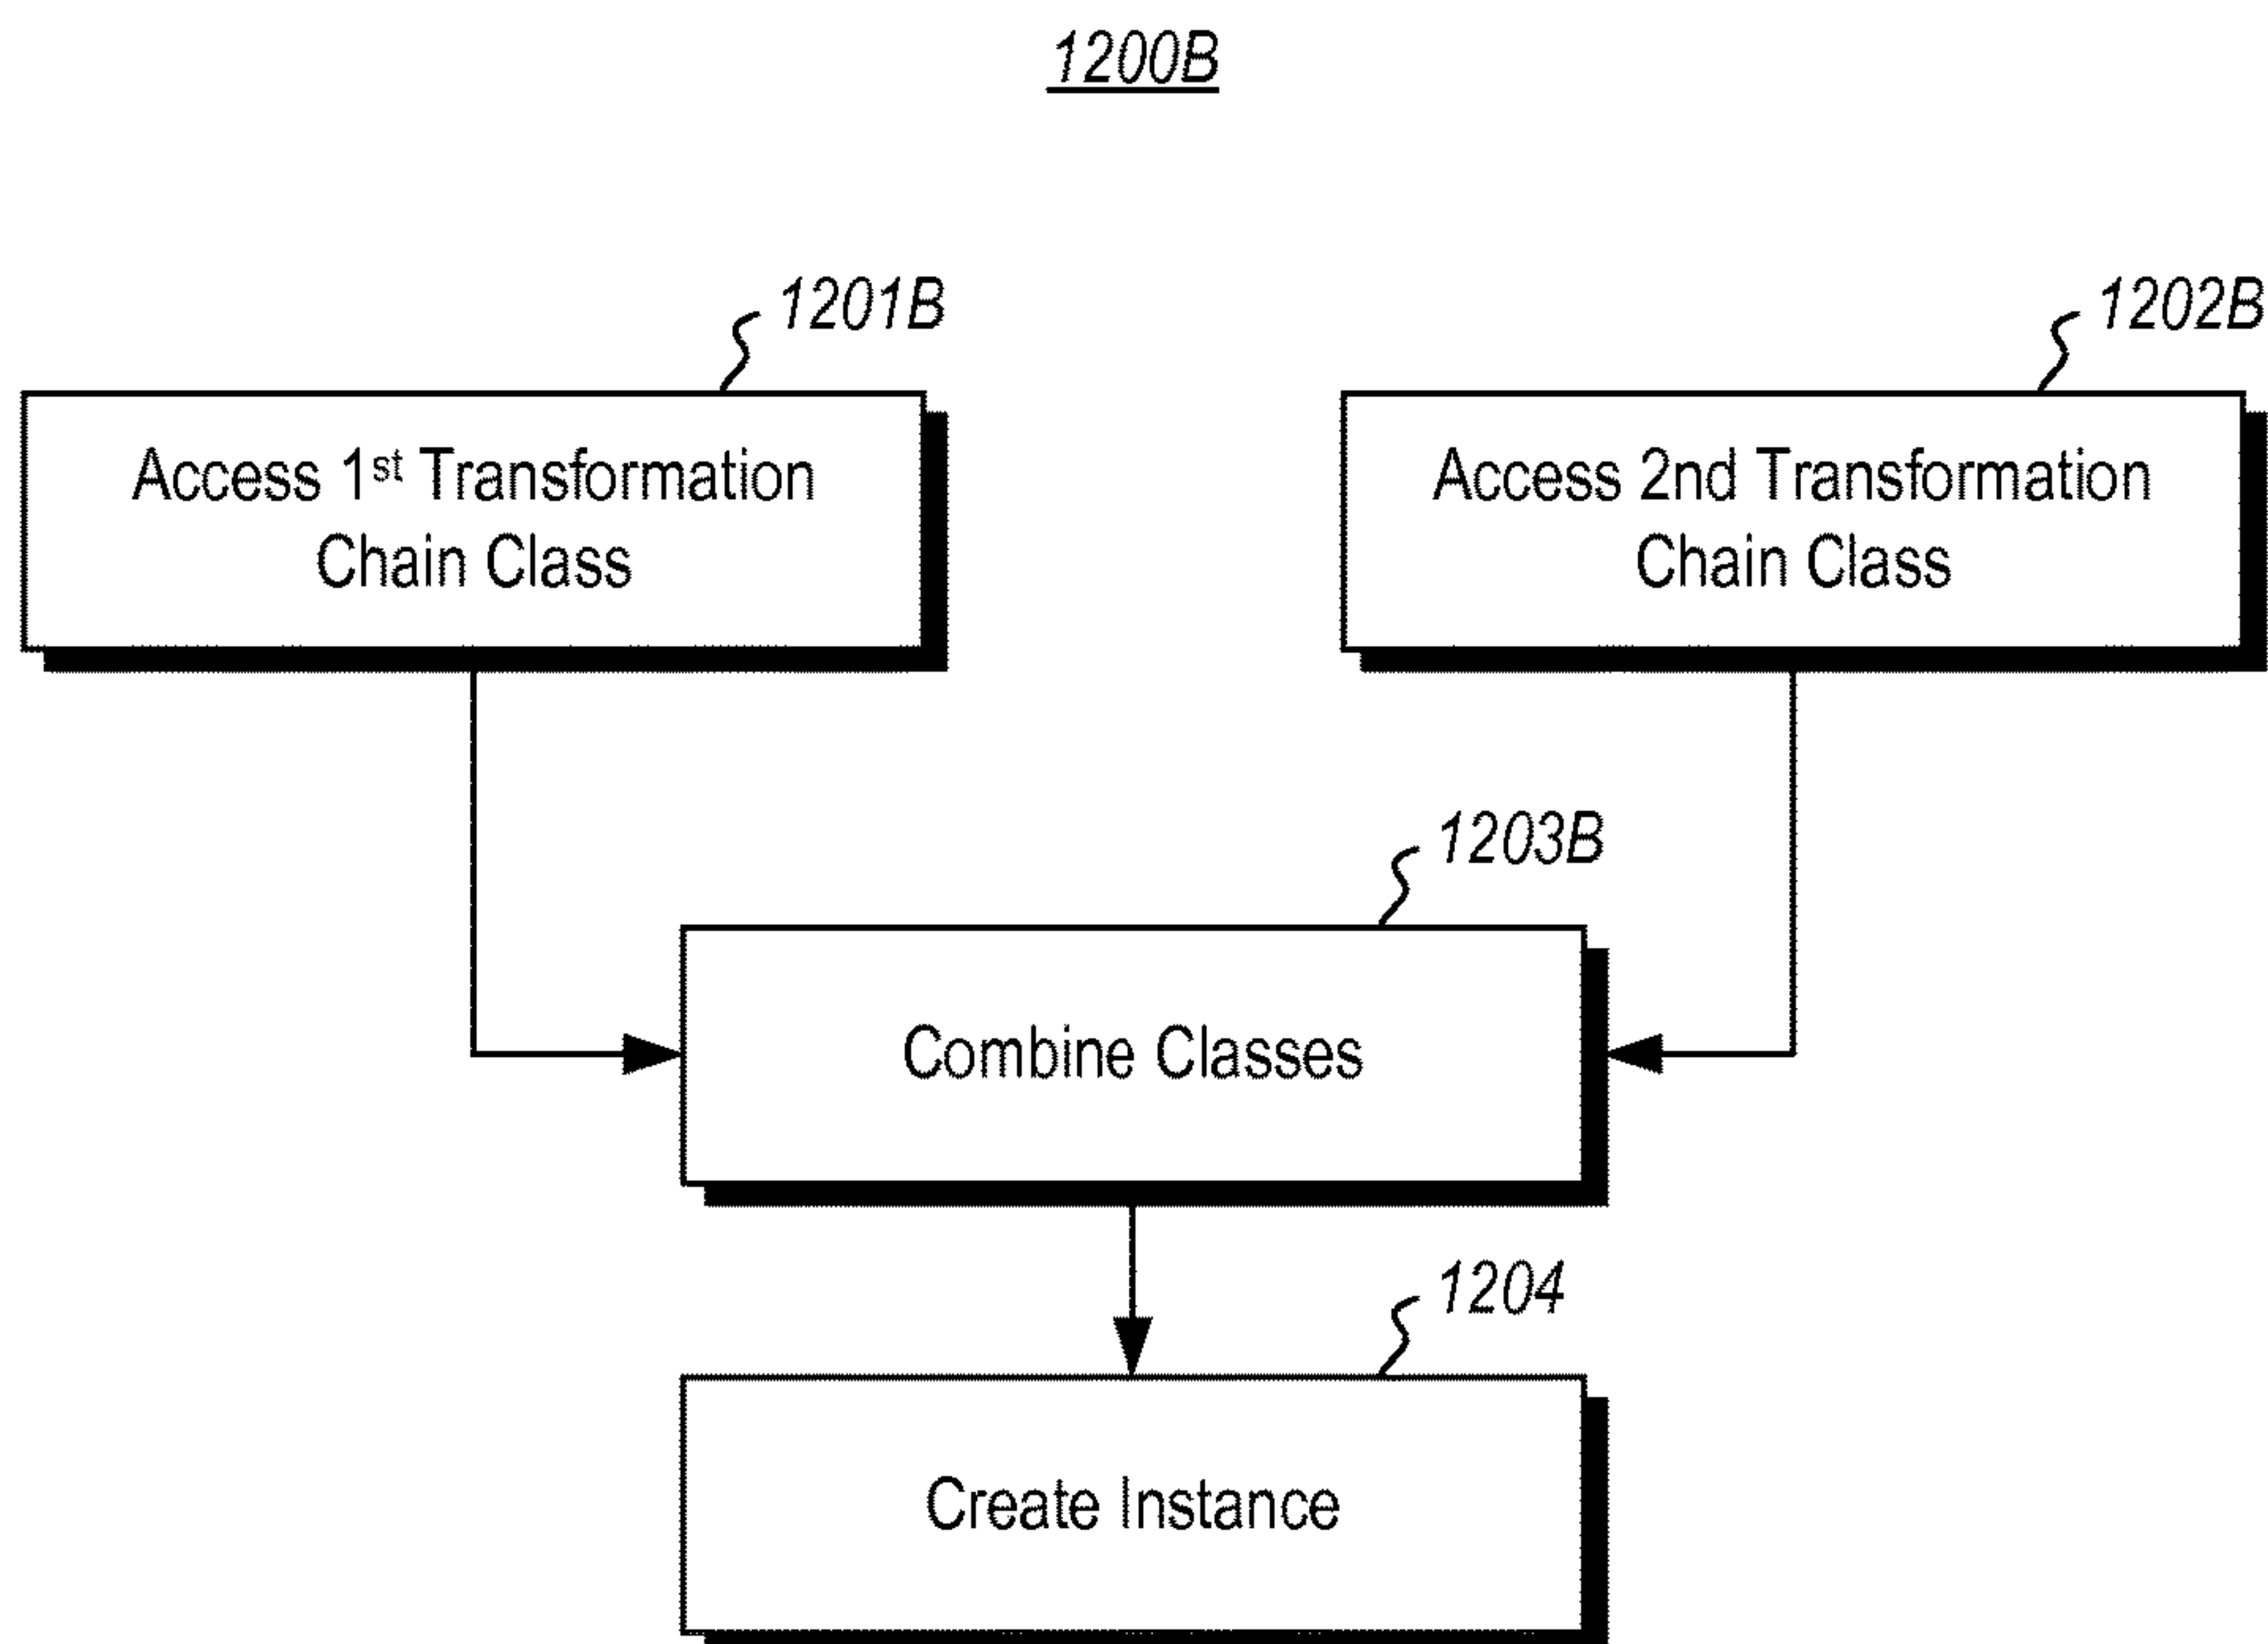 1200B
1201B
Access 1st Transformation
Chain Class
1202B
Access 2nd Transformation
Chain Class
1203B
Combine Classes
1204
Create Instance